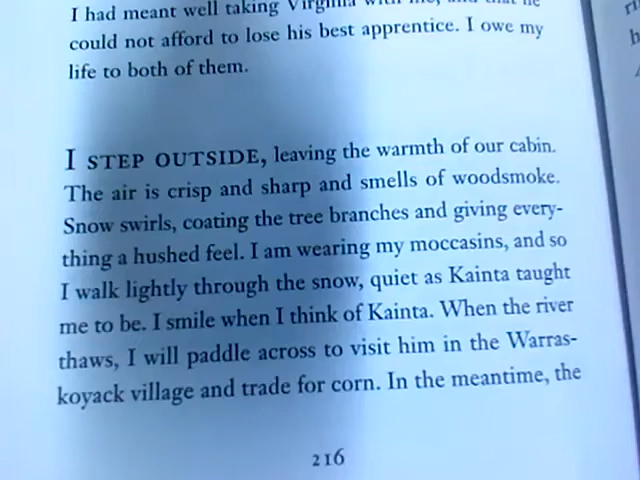 I had meant well taking Virginia with me, and that he
could not afford to lose his best apprentice. I owe my
life to both of them.
I STEP OUTSIDE, leaving the warmth of our cabin.
The air is crisp and sharp and smells of woodsmoke.
Snow swirls, coating the tree branches and giving every-
thing a hushed feel. I am wearing my moccasins, and so
I walk lightly through the snow, quiet as Kainta taught
me to be. I smile when I think of Kainta. When the river
thaws, I will paddle across to visit him in the Warras-
koyack village and trade for corn. In the meantime, the
216